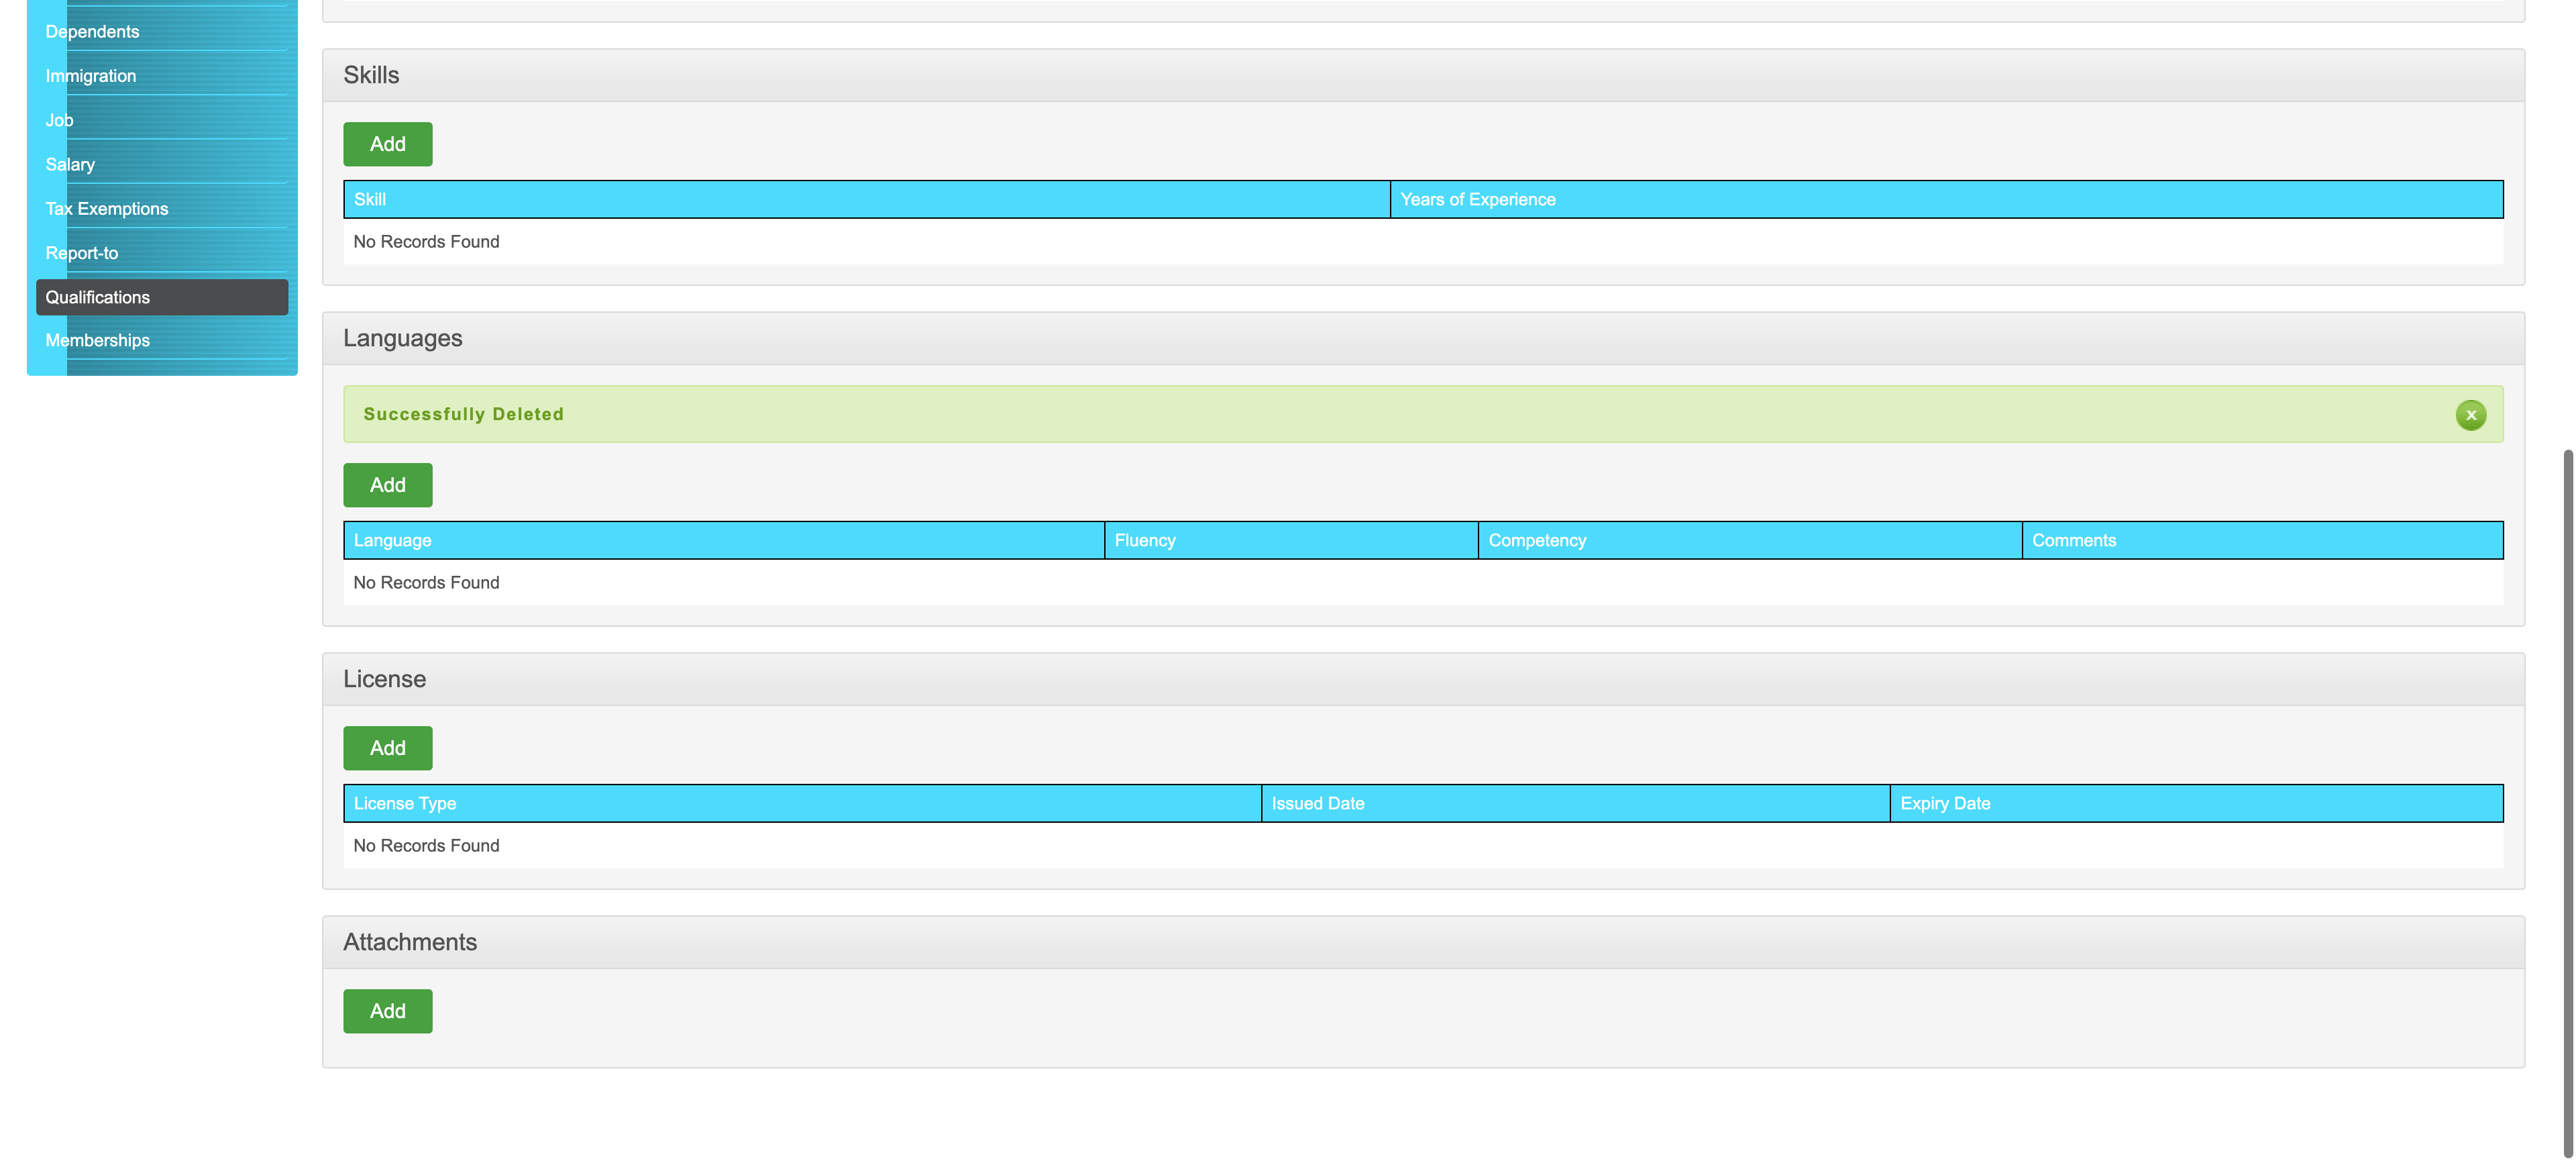 Dependents
Immigration
Job
Salary
Tax Exemptions
Report-to
Qualifications
Memberships
Skills
Add
Skill Years of Experience
No Records Found
Languages
Successfully Deleted x
Add
Language Fluency Competency Comments
No Records Found
License
Add
License Type Issued Date Expiry Date
No Records Found
Attachments
Add